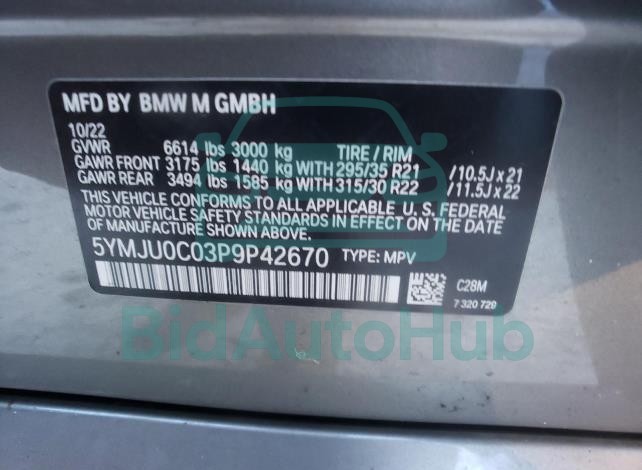 MFD BY BMW M GMBH
10/22
GVWR 6614 lbs 3000 kg TIRE / RIM
GAWR FRONT 3175 lbs 1440 kg WITH 295/35 R21 /10.5J x 21
GAWR REAR 3494 lbs 1585 kg WITH 315/30 R22 /11.5J x 22
THIS VEHICLE CONFORMS TO ALL APPLICABLE U. S. FEDERAL
MOTOR VEHICLE SAFETY STANDARDS IN EFFECT ON THE DATE
OF MANUFACTURE SHOWN ABOVE.
5YMJU0C03P9P42670 TYPE: MPV
C28M
7 320 728
BidAutoHub